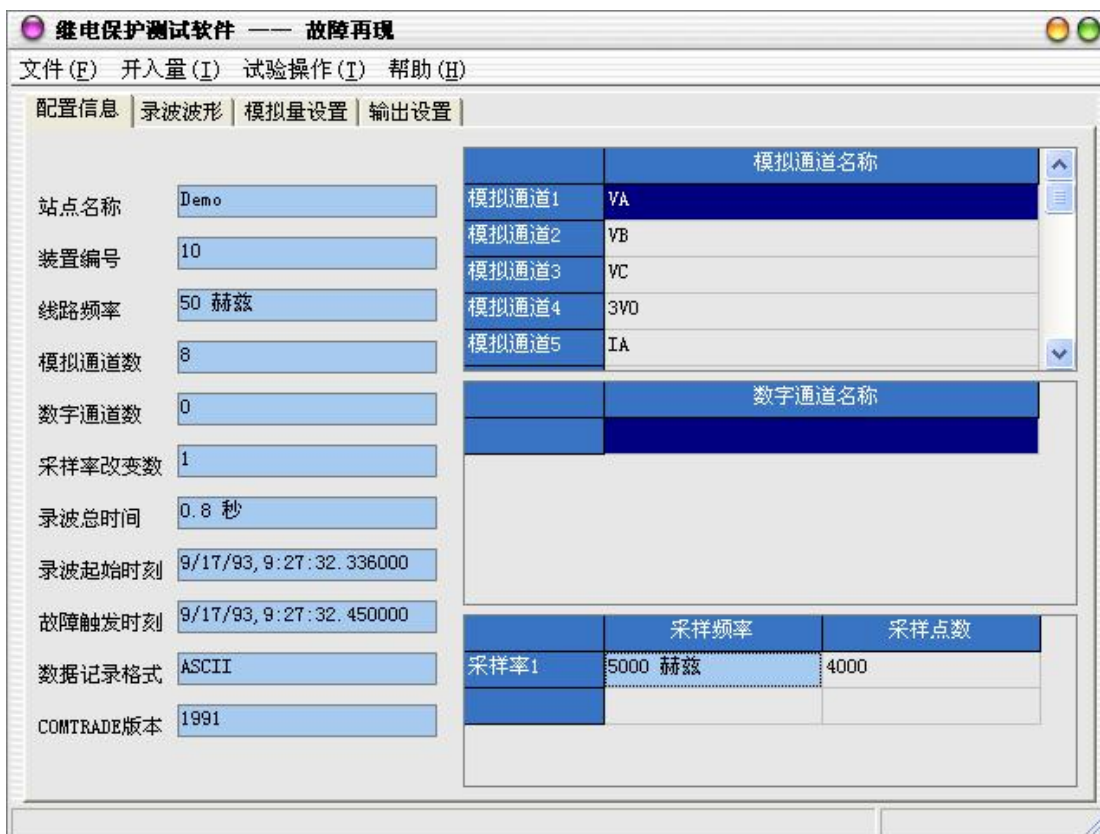 继电保护测试软件 —— 故障再现
文件(F) 开入量(I) 试验操作(T) 帮助(H)
配置信息 录波波形 模拟量设置 输出设置
站点名称 Demo
装置编号 10
线路频率 50 赫兹
模拟通道数 8
数字通道数 0
采样率改变数 1
录波总时间 0.8 秒
录波起始时刻 9/17/93,9:27:32.336000
故障触发时刻 9/17/93,9:27:32.450000
数据记录格式 ASCII
COMTRADE版本 1991
模拟通道名称
模拟通道1 VA
模拟通道2 VB
模拟通道3 VC
模拟通道4 3V0
模拟通道5 IA
数字通道名称
采样频率 采样点数
采样率1 5000 赫兹 4000